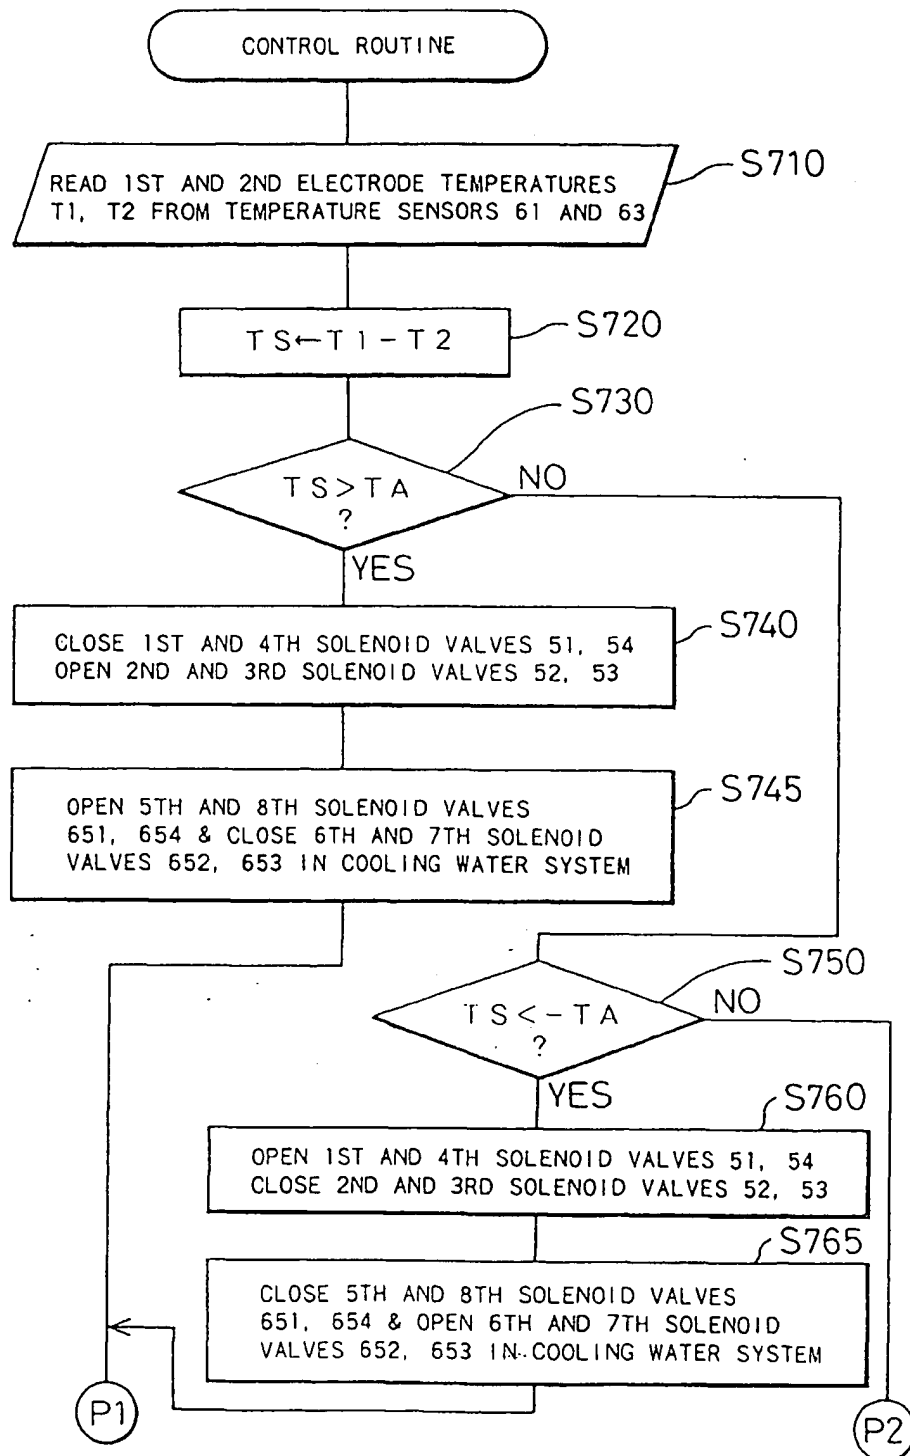 CONTROL ROUTINE
S710
READ 1ST AND 2ND ELECTRODE TEMPERATURES
T1, T2 FROM TEMPERATURE SENSORS 61 AND 63
S720
TS←T1-T2
S730
TS>TA
?
NO
YES
S740
CLOSE 1ST AND 4TH SOLENOID VALVES 51, 54
OPEN 2ND AND 3RD SOLENOID VALVES 52, 53
S745
OPEN 5TH AND 8TH SOLENOID VALVES
651, 654 & CLOSE 6TH AND 7TH SOLENOID
VALVES 652, 653 IN COOLING WATER SYSTEM
S750
TS<-TA
?
NO
YES
S760
OPEN 1ST AND 4TH SOLENOID VALVES 51, 54
CLOSE 2ND AND 3RD SOLENOID VALVES 52, 53
S765
CLOSE 5TH AND 8TH SOLENOID VALVES
651, 654 & OPEN 6TH AND 7TH SOLENOID
VALVES 652, 653 IN COOLING WATER SYSTEM
P1
P2